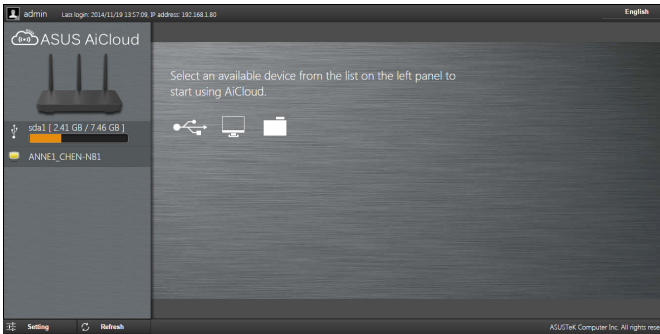 admin Last login: 2014/11/19 13:57:09, IP address: 192.168.1.80 English
ASUS AiCloud
Select an available device from the list on the left panel to
start using AiCloud.
sda1 [ 2.41 GB / 7.46 GB ]
ANNE1_CHEN-NB1
Setting Refresh ASUSTeK Computer Inc. All rights rese